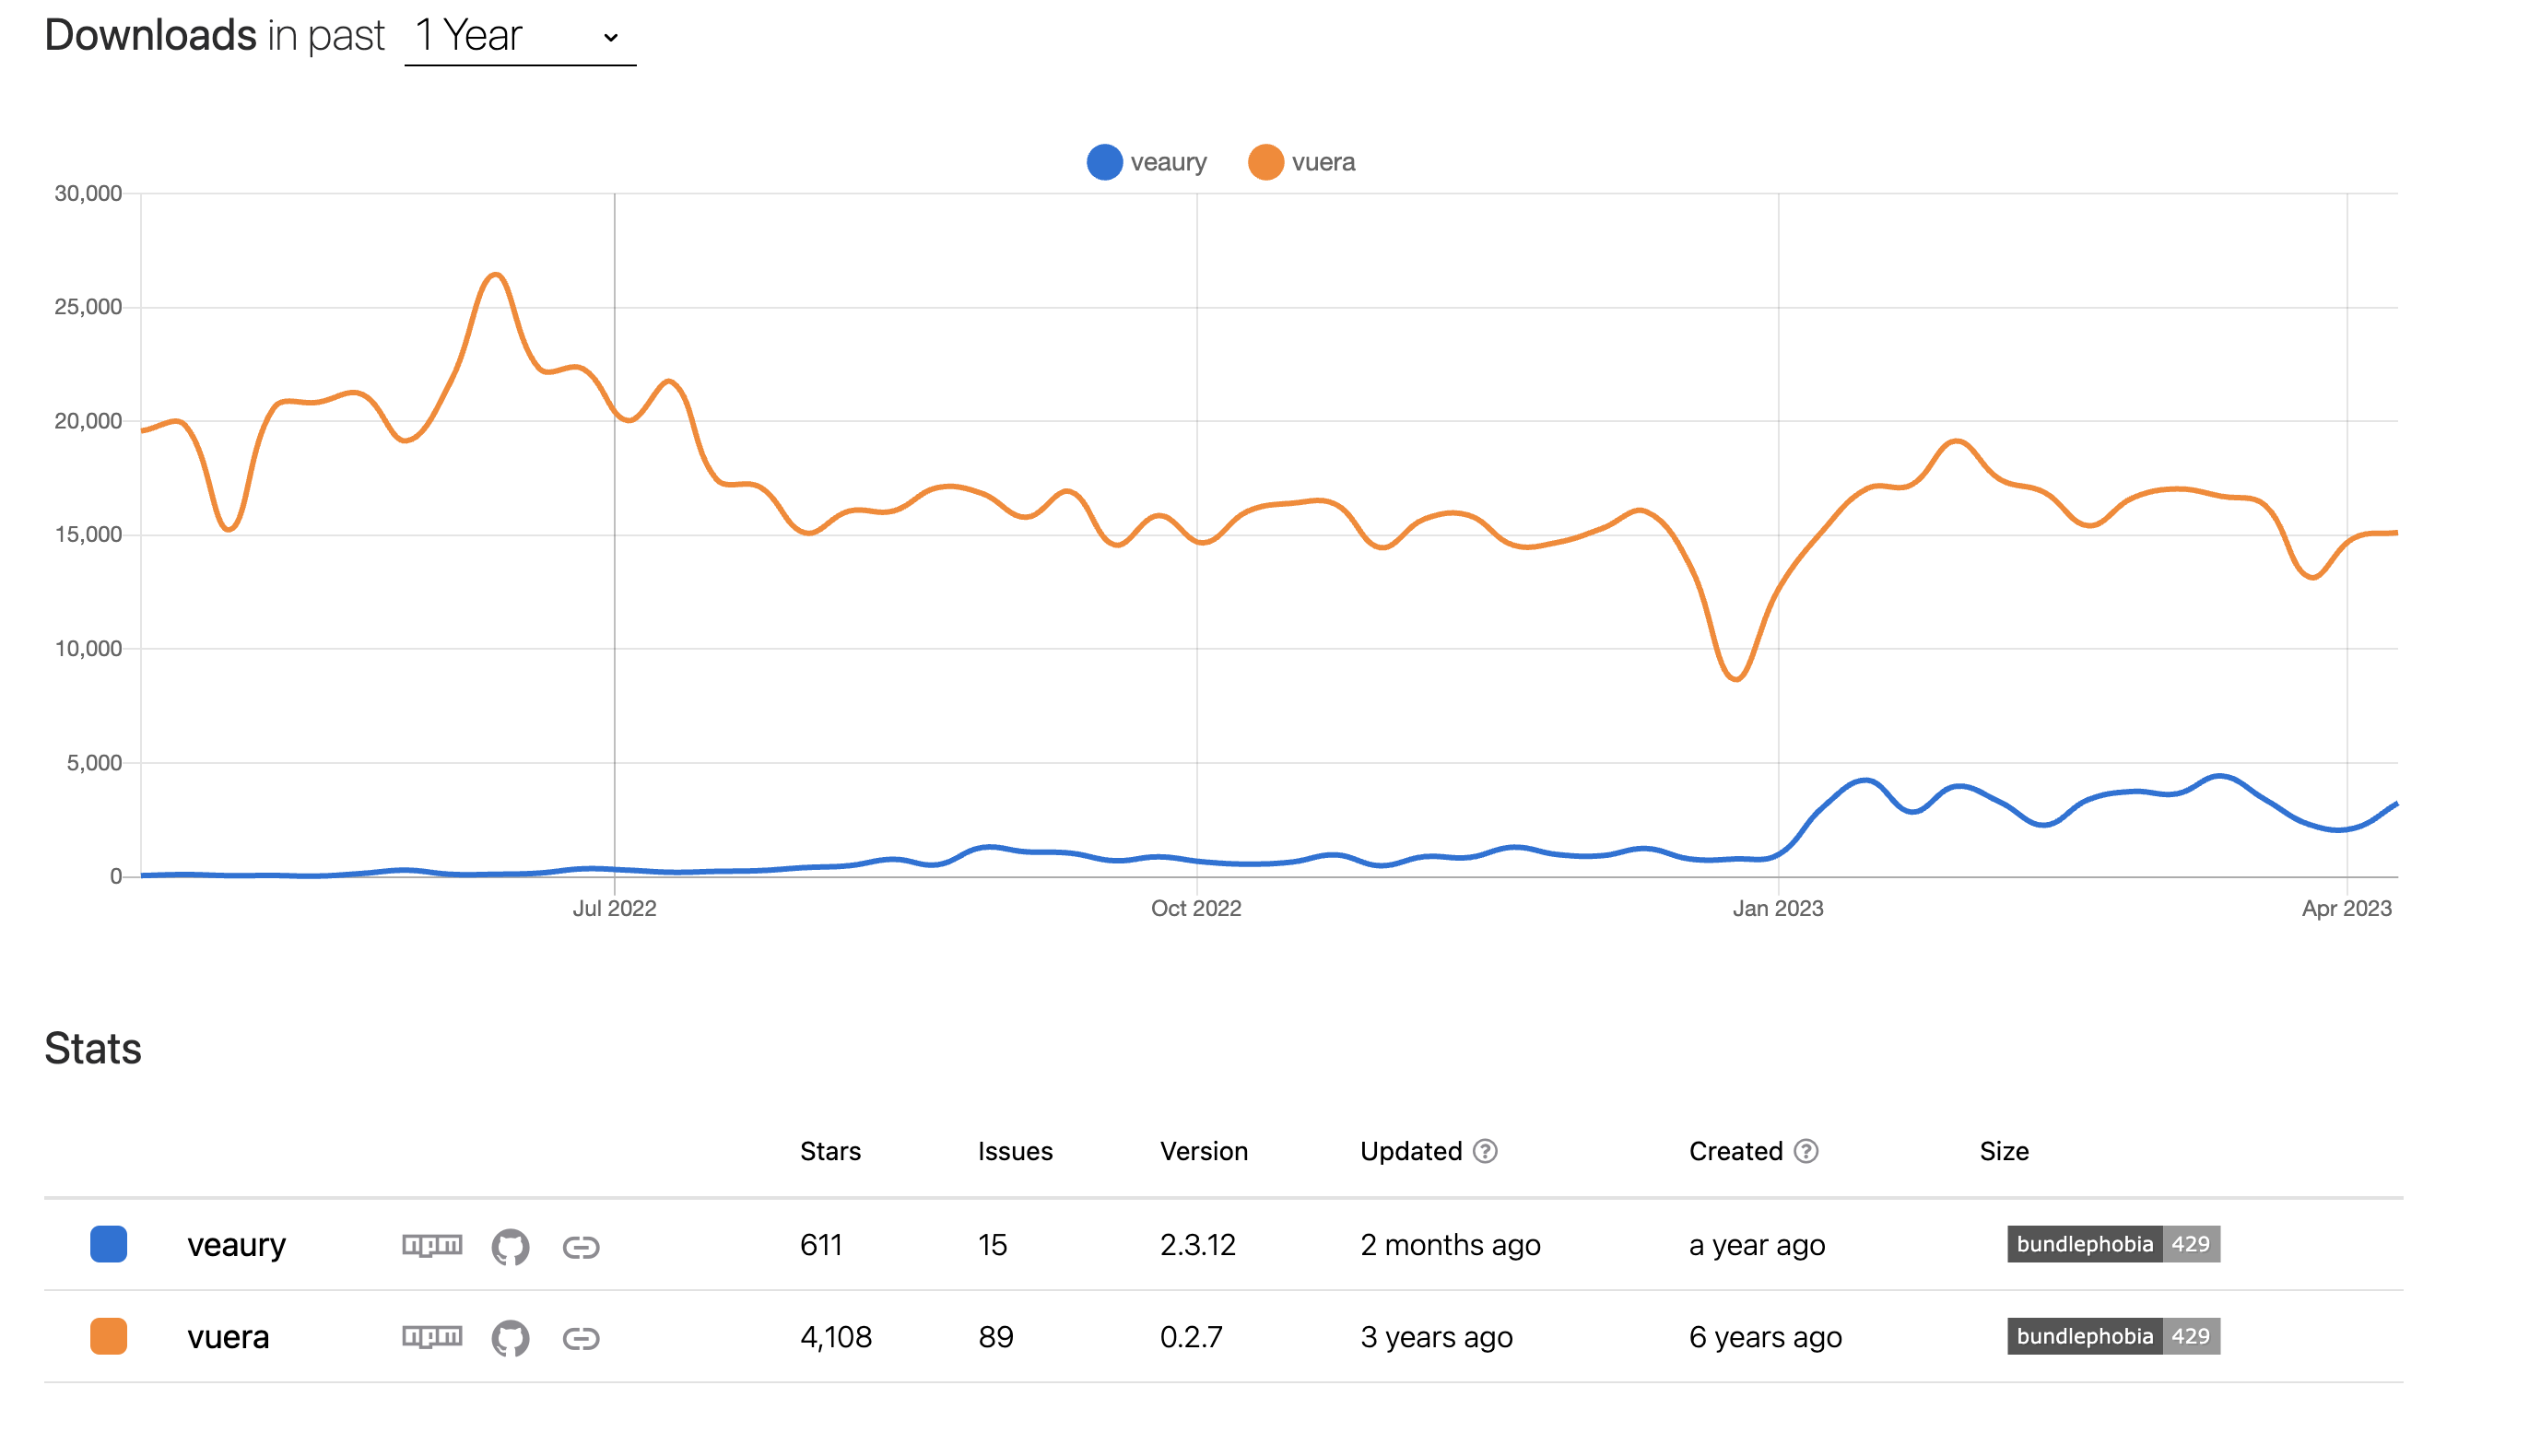 Downloads in past 1 Year
veaury vuera
30,000
25,000
20,000
15,000
10,000
5,000
0
Jul 2022 Oct 2022 Jan 2023 Apr 2023
Stats
Stars Issues Version Updated ? Created ? Size
veaury npm 611 15 2.3.12 2 months ago a year ago bundlephobia 429
vuera npm 4,108 89 0.2.7 3 years ago 6 years ago bundlephobia 429